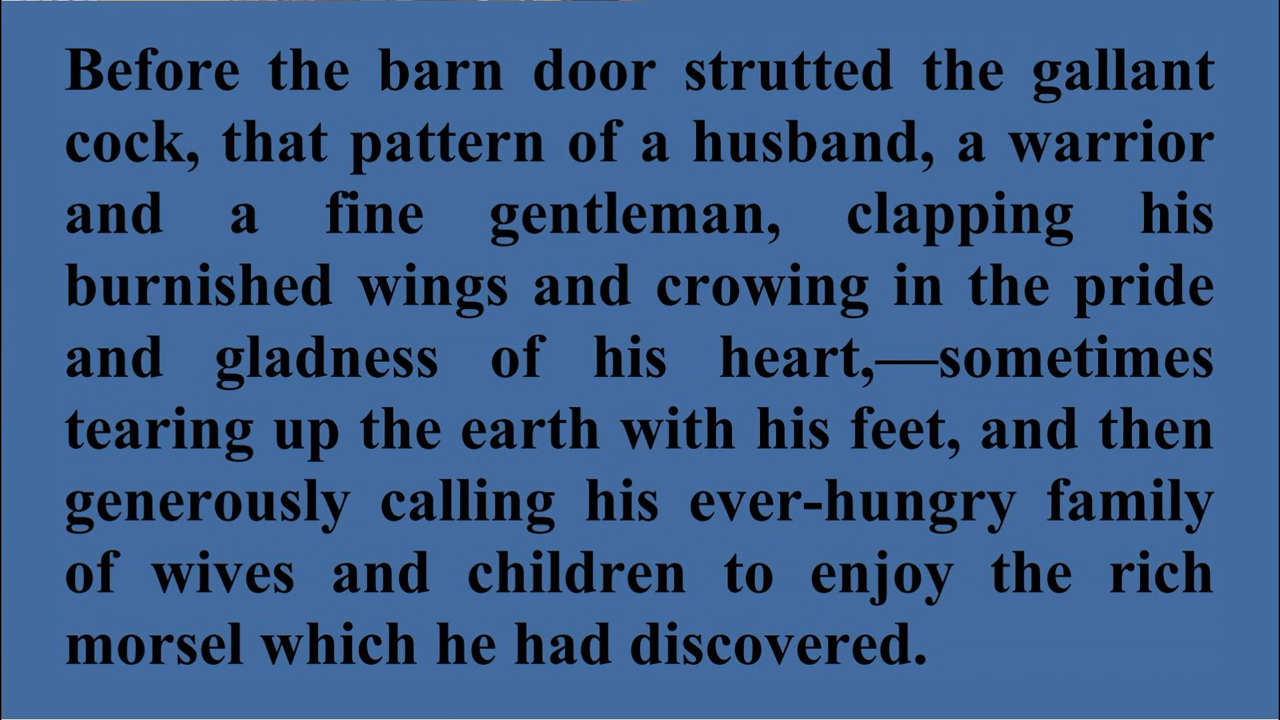 Before the barn door strutted the gallant
cock, that pattern of a husband, a warrior
and a fine gentleman, clapping his
burnished wings and crowing in the pride
and gladness of his heart,—sometimes
tearing up the earth with his feet, and then
generously calling his ever-hungry family
of wives and children to enjoy the rich
morsel which he had discovered.